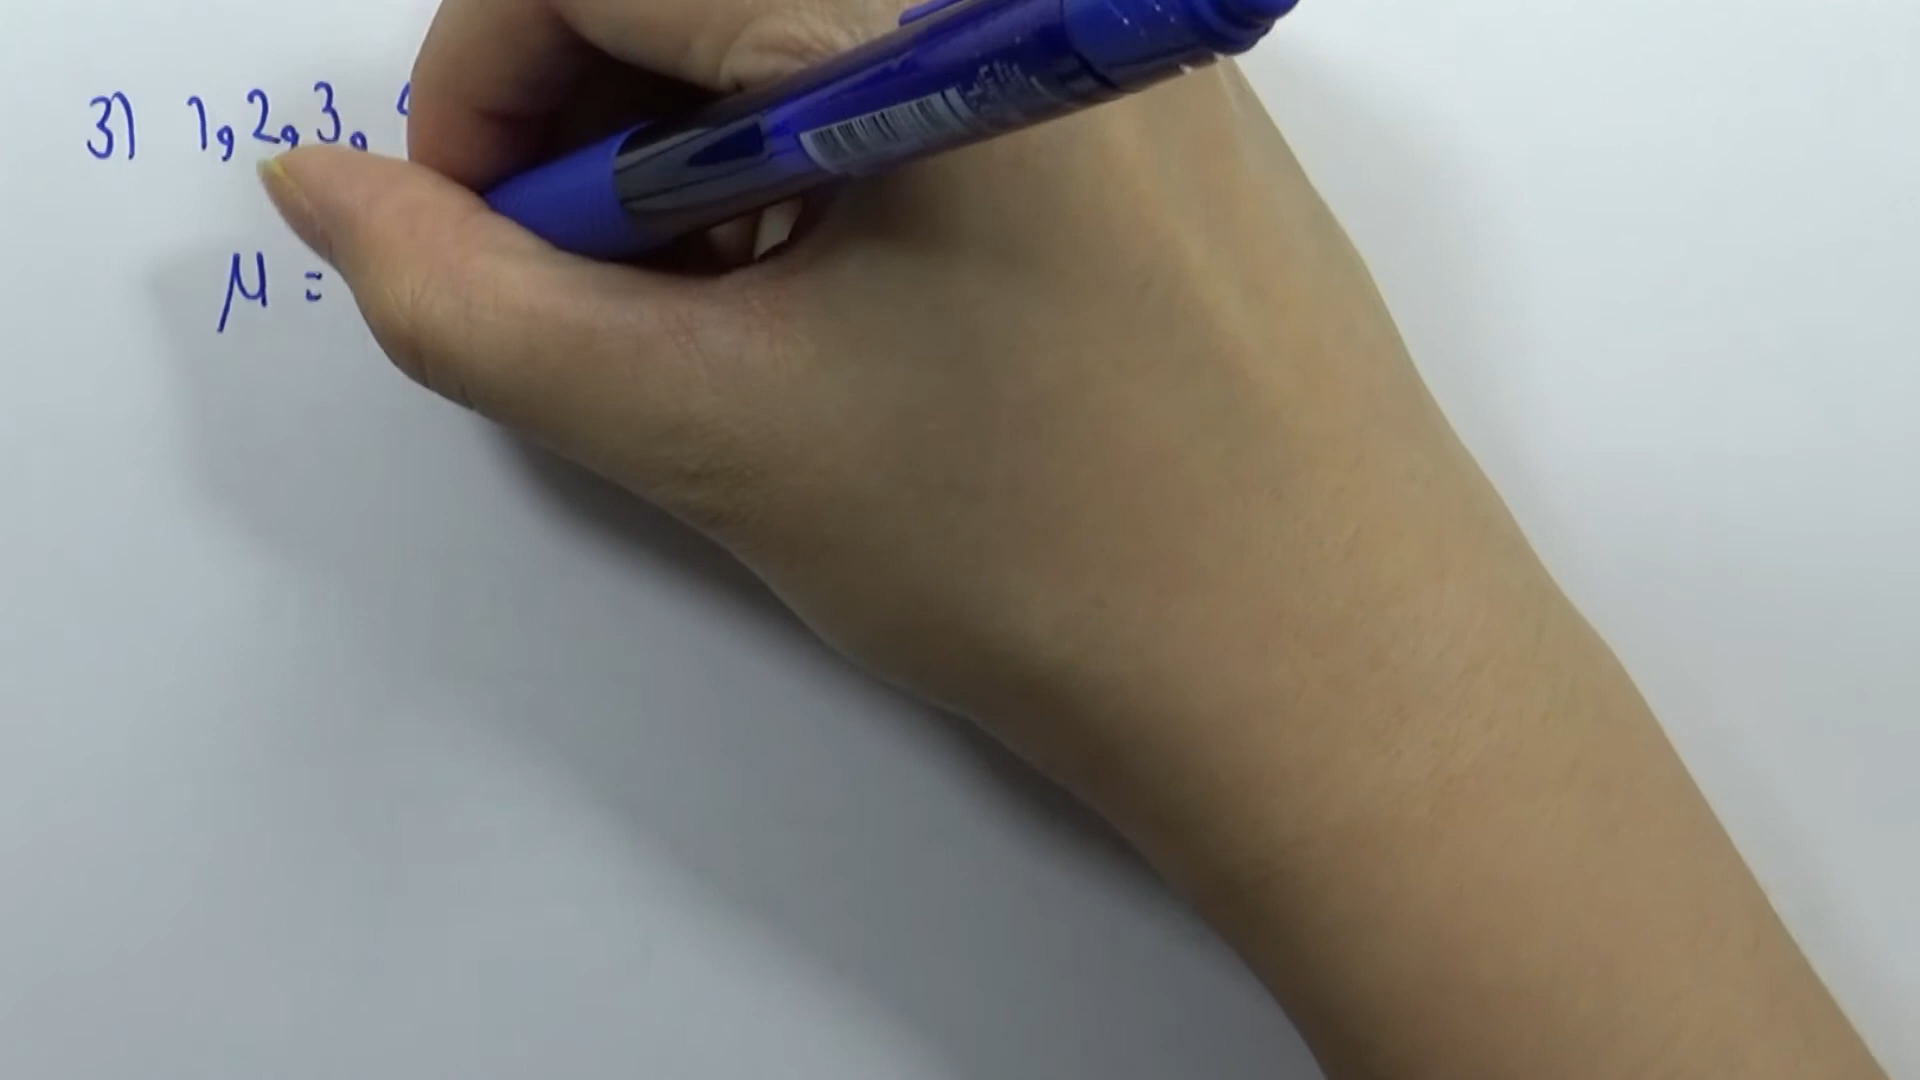 3) 1, 2, 3,
μ =